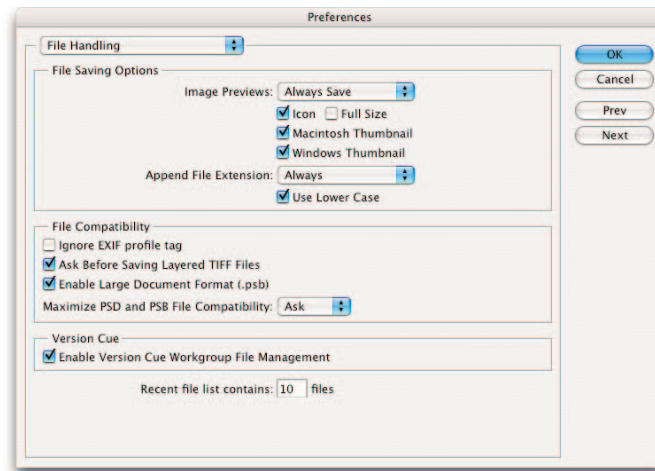 Preferences
File Handling
OK
Cancel
Prev
Next
File Saving Options
Image Previews: Always Save
Icon Full Size
Macintosh Thumbnail
Windows Thumbnail
Append File Extension: Always
Use Lower Case
File Compatibility
Ignore EXIF profile tag
Ask Before Saving Layered TIFF Files
Enable Large Document Format (.psb)
Maximize PSD and PSB File Compatibility: Ask
Version Cue
Enable Version Cue Workgroup File Management
Recent file list contains: 10 files